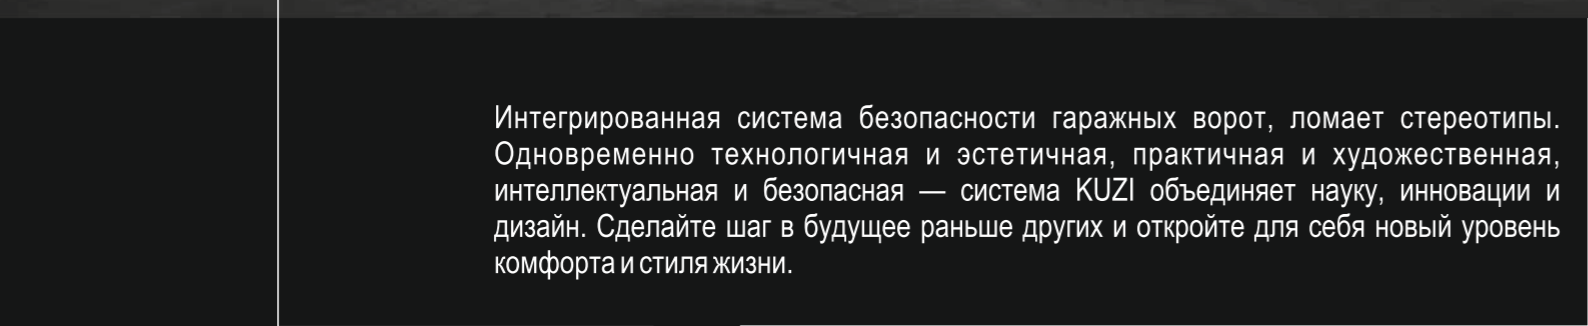 Интегрированная система безопасности гаражных ворот, ломает стереотипы.
Одновременно технологичная и эстетичная, практичная и художественная,
интеллектуальная и безопасная — система KUZI объединяет науку, инновации и
дизайн. Сделайте шаг в будущее раньше других и откройте для себя новый уровень
комфорта и стиля жизни.